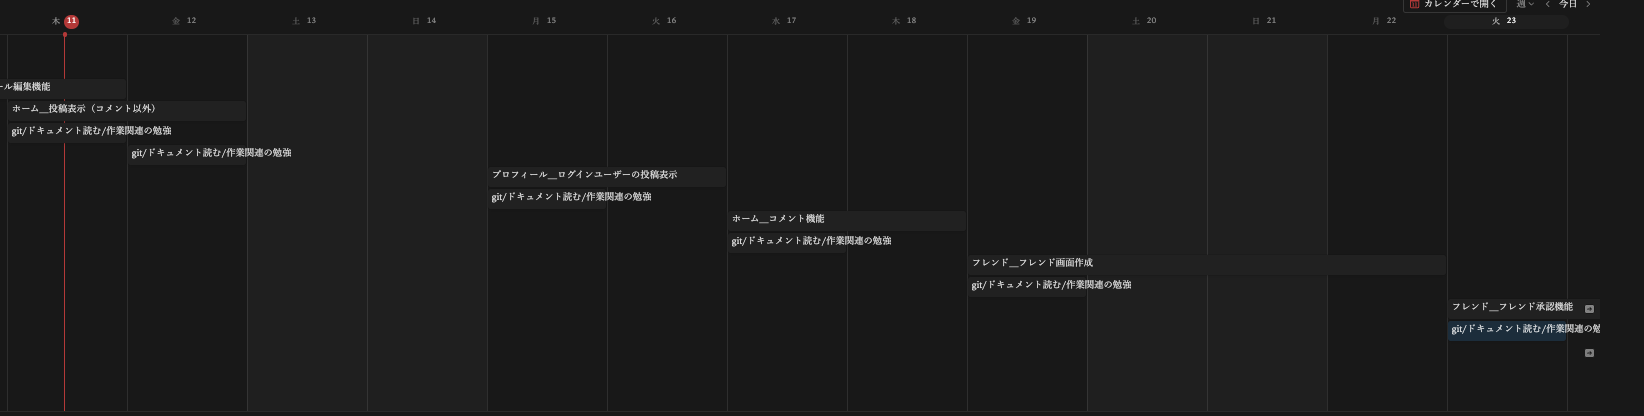 カレンダーで開く 週 今日
木 11 金 12 土 13 日 14 月 15 火 16 水 17 木 18 金 19 土 20 日 21 月 22 火 23
ール編集機能
ホーム__投稿表示（コメント以外）
git/ドキュメント読む/作業関連の勉強
git/ドキュメント読む/作業関連の勉強
プロフィール__ログインユーザーの投稿表示
git/ドキュメント読む/作業関連の勉強
ホーム__コメント機能
git/ドキュメント読む/作業関連の勉強
フレンド__フレンド画面作成
git/ドキュメント読む/作業関連の勉強
フレンド__フレンド承認機能
git/ドキュメント読む/作業関連の勉